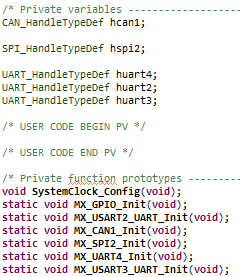 /* Private variables --------------------
CAN_HandleTypeDef hcan1;
SPI_HandleTypeDef hspi2;
UART_HandleTypeDef huart4;
UART_HandleTypeDef huart2;
UART_HandleTypeDef huart3;
/* USER CODE BEGIN PV */
/* USER CODE END PV */
/* Private function prototypes -----------
void SystemClock_Config(void);
static void MX_GPIO_Init(void);
static void MX_USART2_UART_Init(void);
static void MX_CAN1_Init(void);
static void MX_SPI2_Init(void);
static void MX_UART4_Init(void);
static void MX_USART3_UART_Init(void);